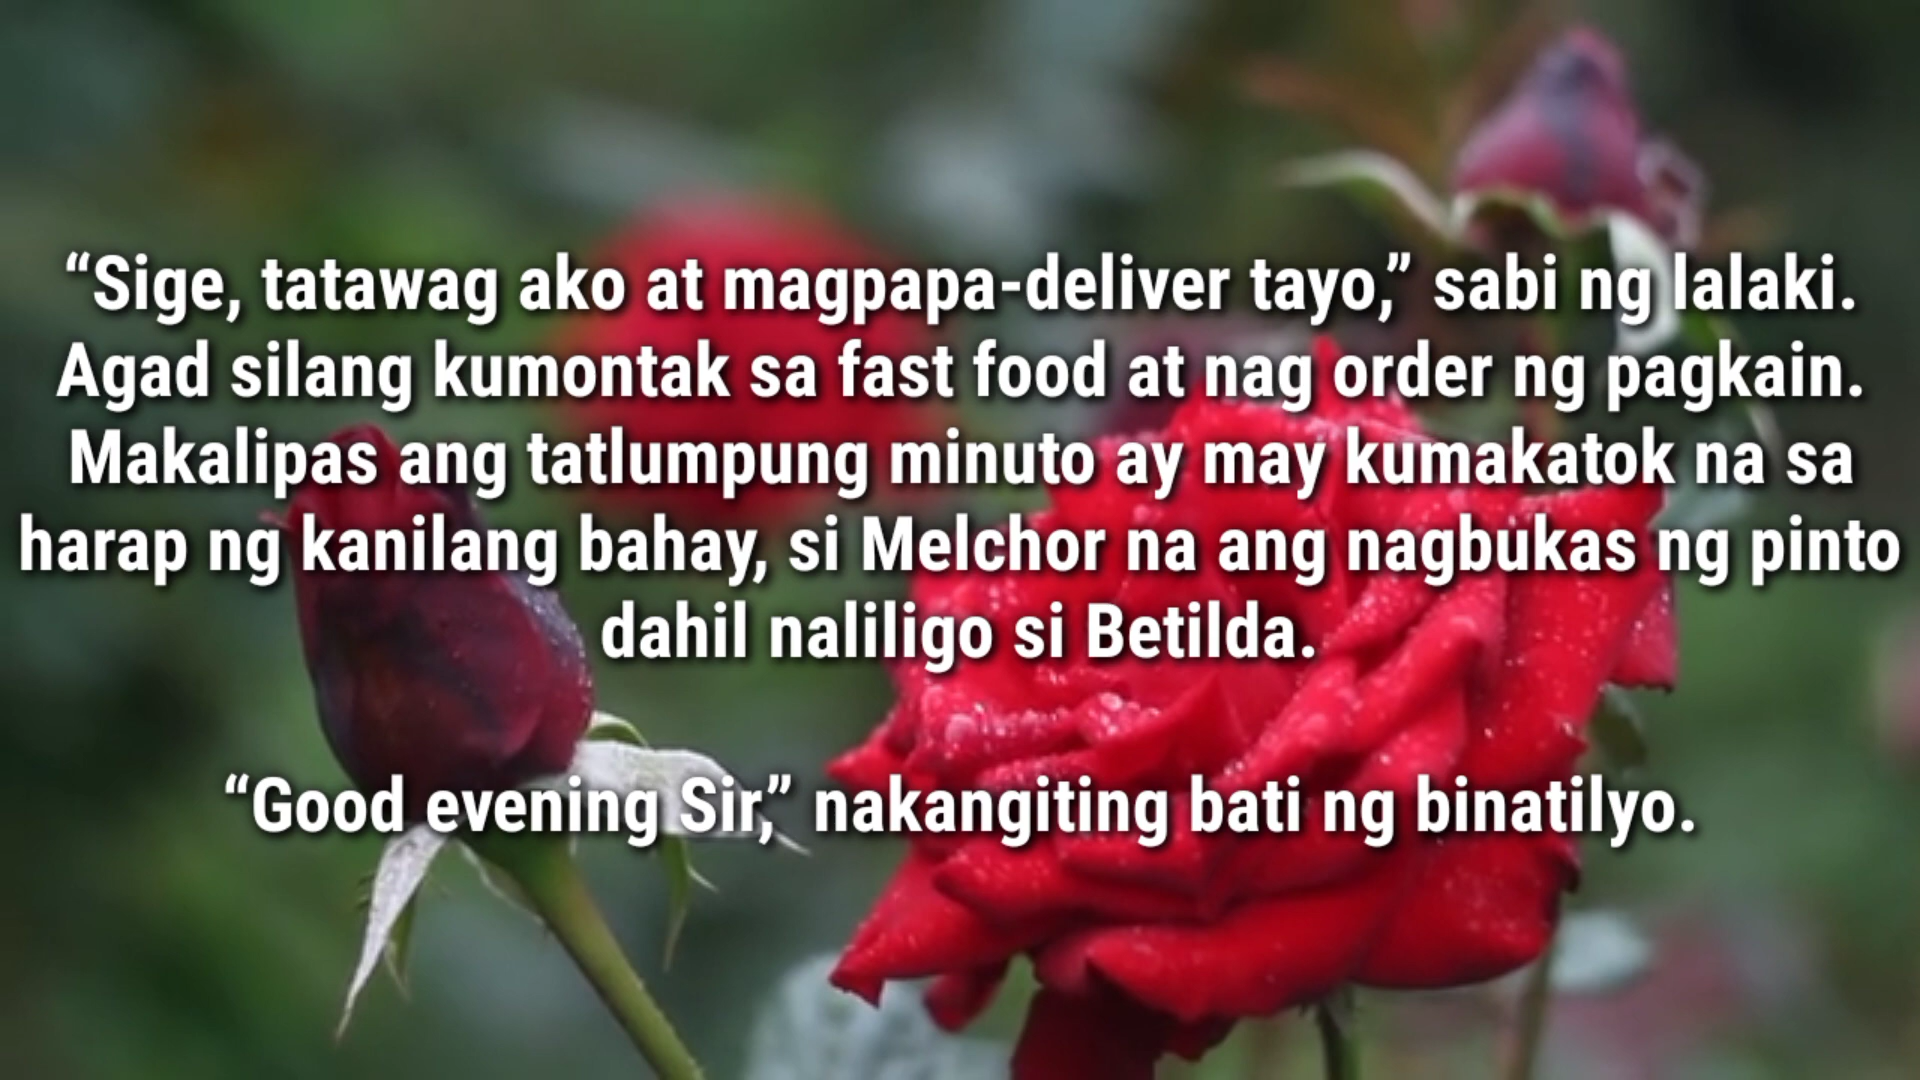 “Sige, tatawag ako at magpapa-deliver tayo,” sabi ng lalaki.
Agad silang kumontak sa fast food at nag order ng pagkain.
Makalipas ang tatlumpung minuto ay may kumakatok na sa
harap ng kanilang bahay, si Melchor na ang nagbukas ng pinto
dahil naliligo si Betilda.
“Good evening Sir,” nakangiting bati ng binatilyo.